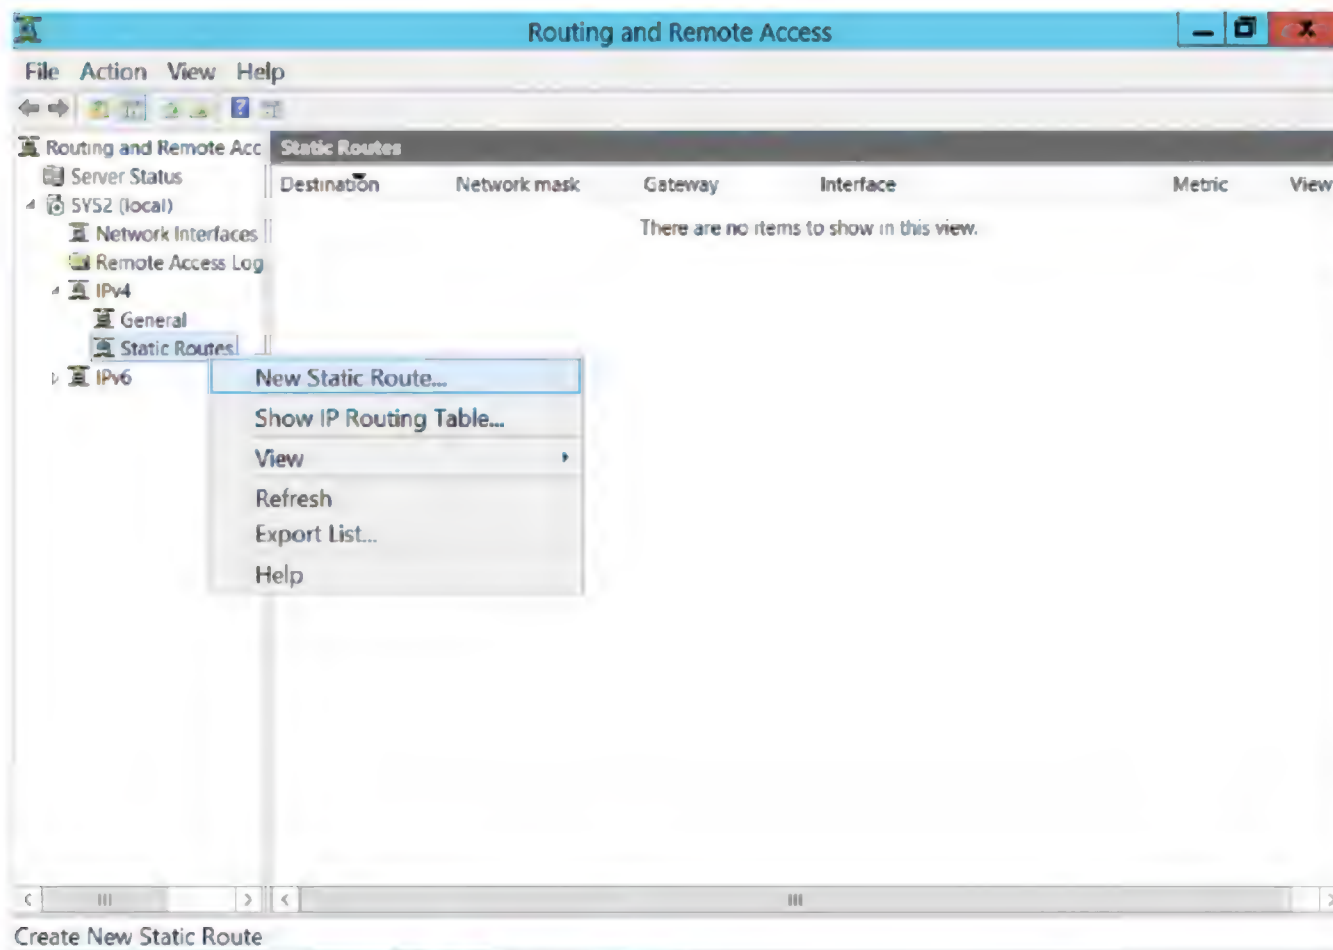 Routing and Remote Access
File Action View Help
Routing and Remote Acc
Server Status
SYS2 (local)
Network Interfaces
Remote Access Log
IPv4
General
Static Routes
IPv6
Static Routes
Destination Network mask Gateway Interface Metric View
There are no items to show in this view.
New Static Route...
Show IP Routing Table...
View
Refresh
Export List...
Help
Create New Static Route